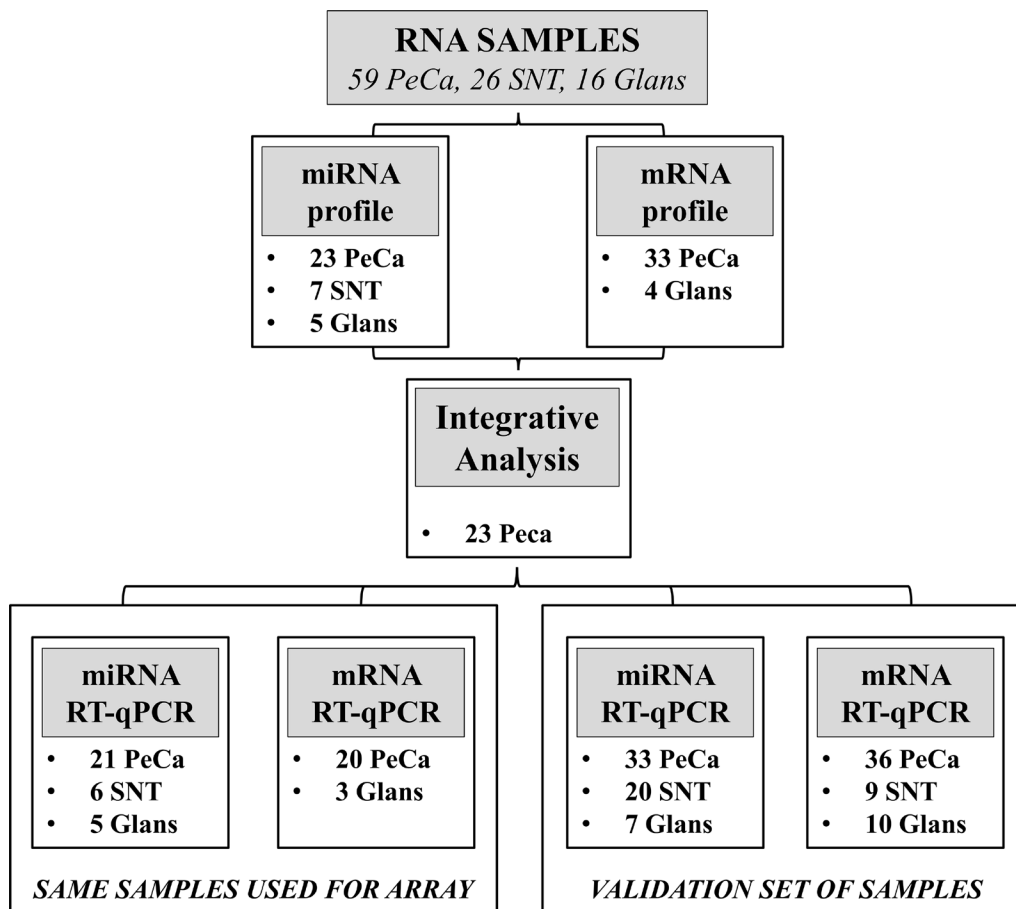 RNA SAMPLES
59 PeCa, 26 SNT, 16 Glans
miRNA
profile
• 23 PeCa
• 7 SNT
• 5 Glans
mRNA
profile
• 33 PeCa
• 4 Glans
Integrative
Analysis
• 23 Peca
miRNA
RT-qPCR
• 21 PeCa
• 6 SNT
• 5 Glans
mRNA
RT-qPCR
• 20 PeCa
• 3 Glans
SAME SAMPLES USED FOR ARRAY
miRNA
RT-qPCR
• 33 PeCa
• 20 SNT
• 7 Glans
mRNA
RT-qPCR
• 36 PeCa
• 9 SNT
• 10 Glans
VALIDATION SET OF SAMPLES